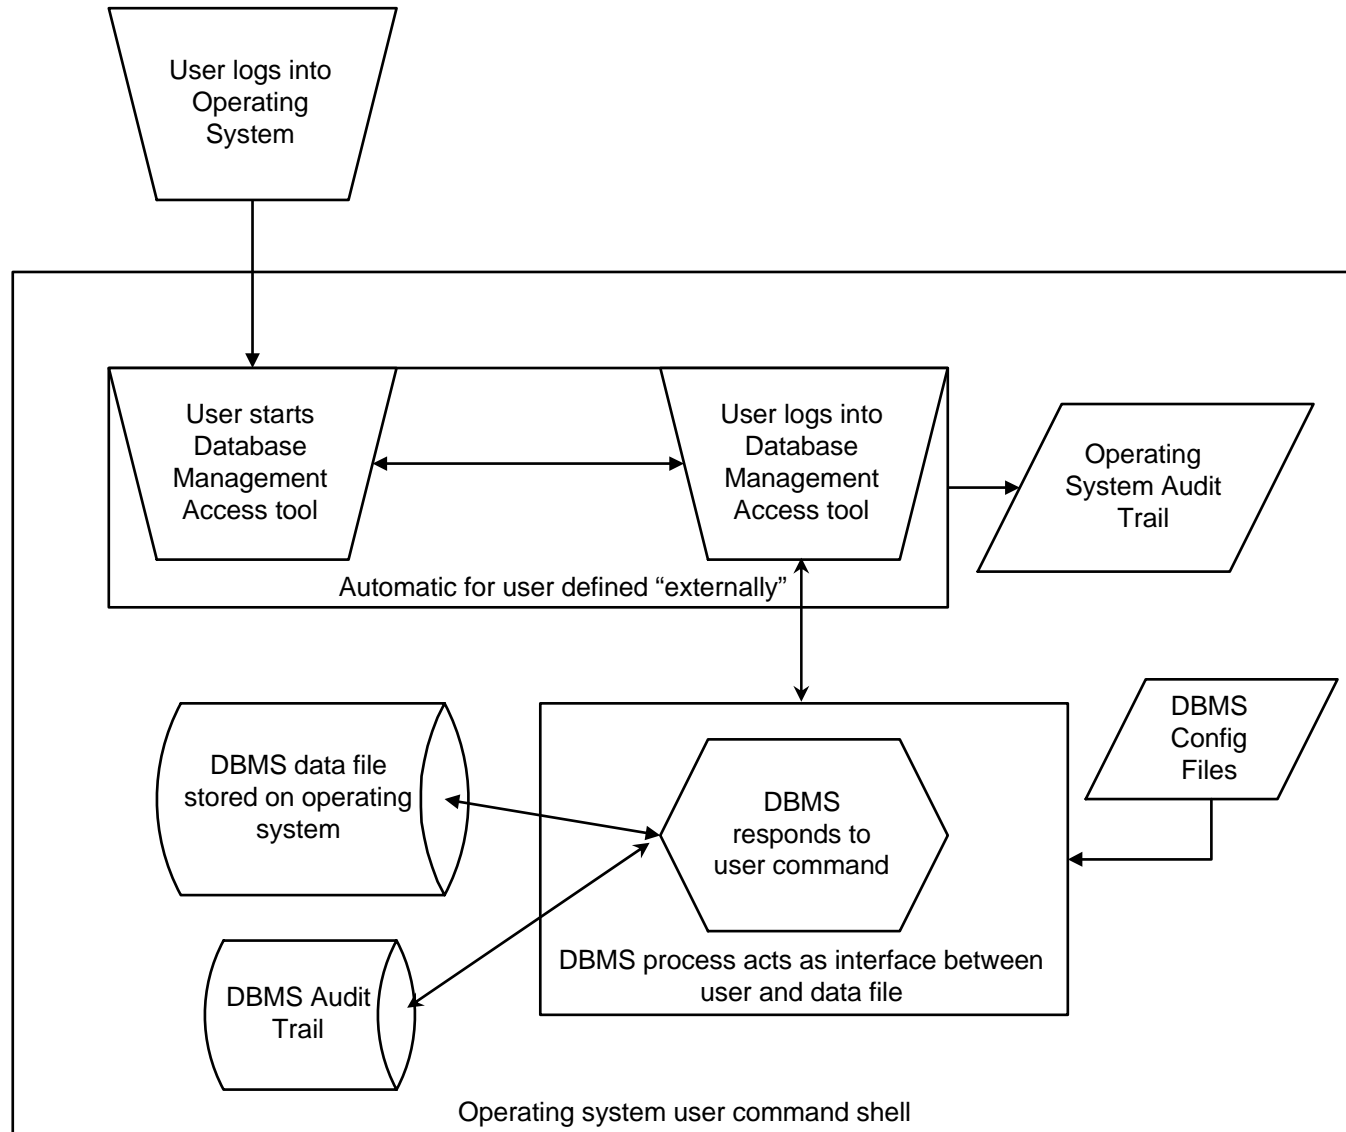 User logs into
Operating
System
User starts
Database
Management
Access tool
User logs into
Database
Management
Access tool
Operating
System Audit
Trail
Automatic for user defined “externally”
DBMS data file
stored on operating
system
DBMS
responds to
user command
DBMS
Config
Files
DBMS process acts as interface between
user and data file
DBMS Audit
Trail
Operating system user command shell